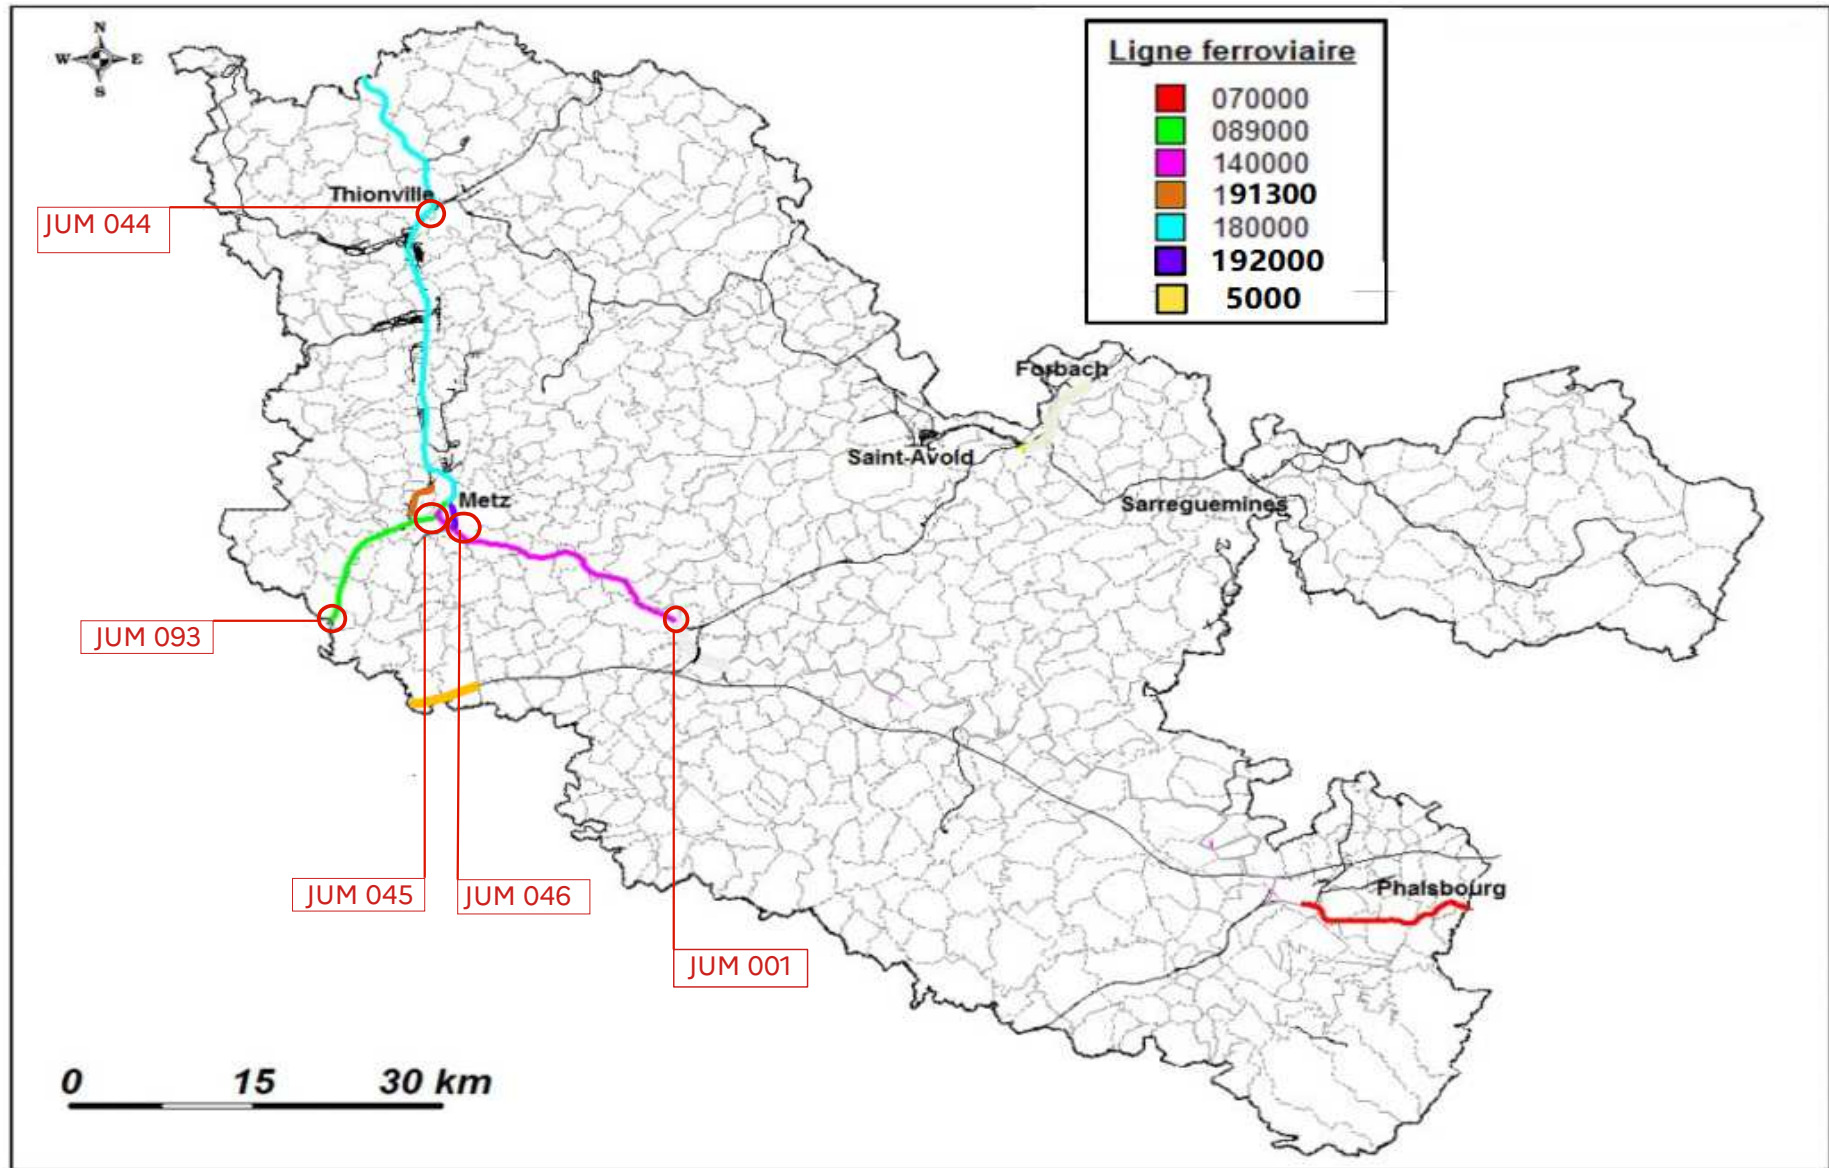 N
W E
S
Ligne ferroviaire
070000
089000
140000
191300
180000
192000
5000
Thionville
JUM 044
Forbach
Saint-Avold
Metz
Sarreguemines
JUM 093
JUM 045
JUM 046
Phalsbourg
JUM 001
0 15 30 km